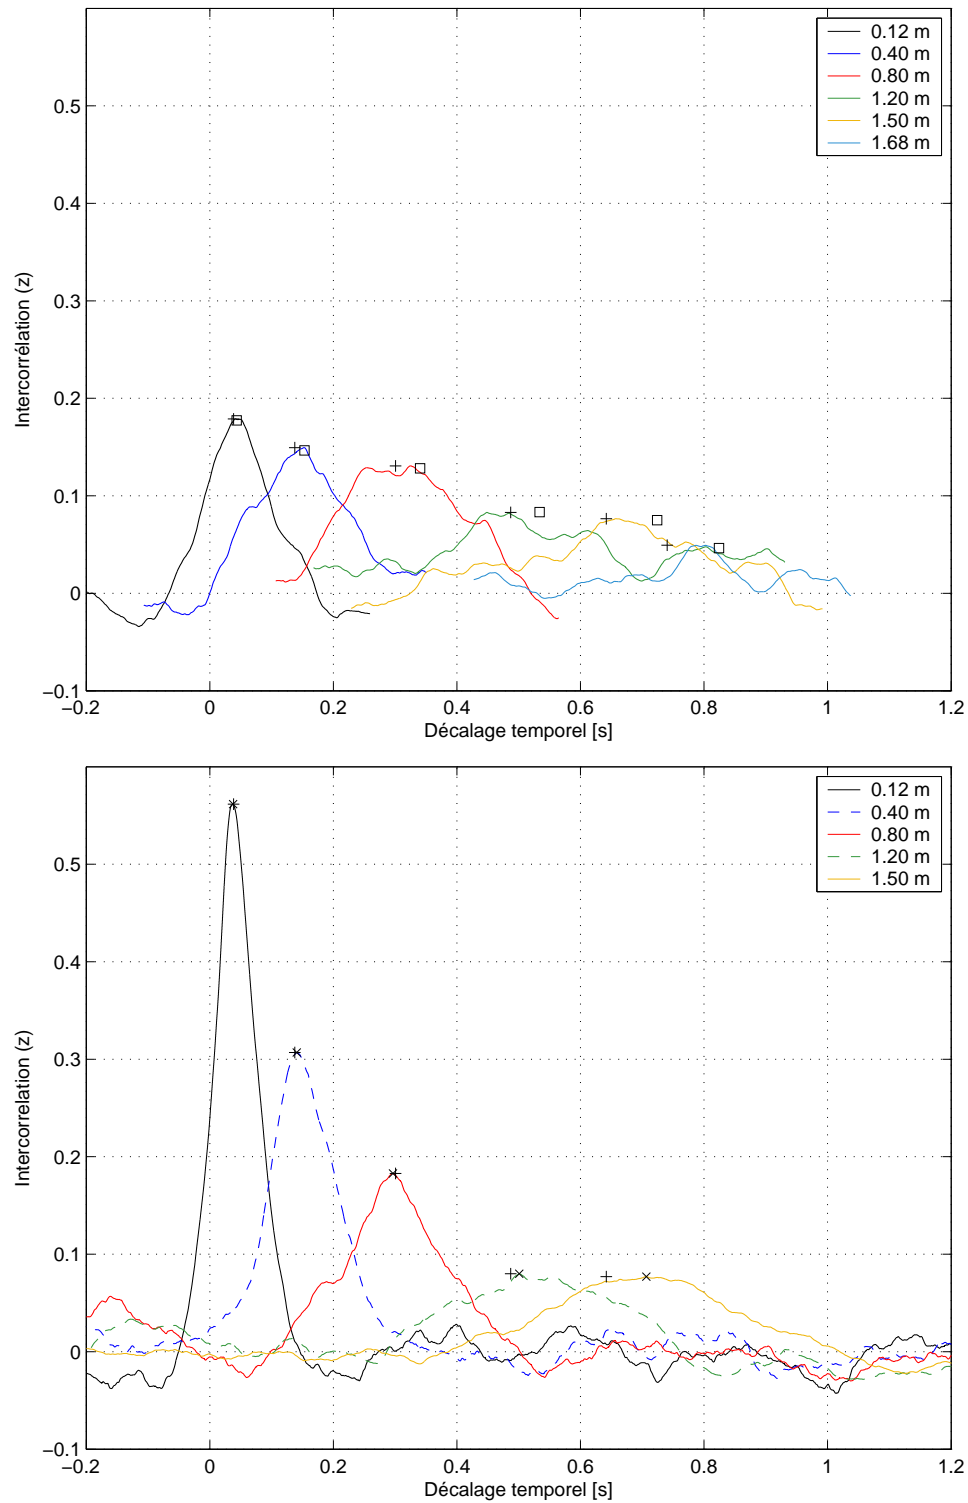 0.12 m
0.40 m
0.80 m
1.20 m
1.50 m
1.68 m
0.5
0.4
0.3
0.2
0.1
0
−0.1
Intercorrélation (z)
−0.2 0 0.2 0.4 0.6 0.8 1 1.2
Décalage temporel [s]
0.12 m
0.40 m
0.80 m
1.20 m
1.50 m
0.5
0.4
0.3
0.2
0.1
0
−0.1
Intercorrelation (z)
−0.2 0 0.2 0.4 0.6 0.8 1 1.2
Décalage temporel [s]